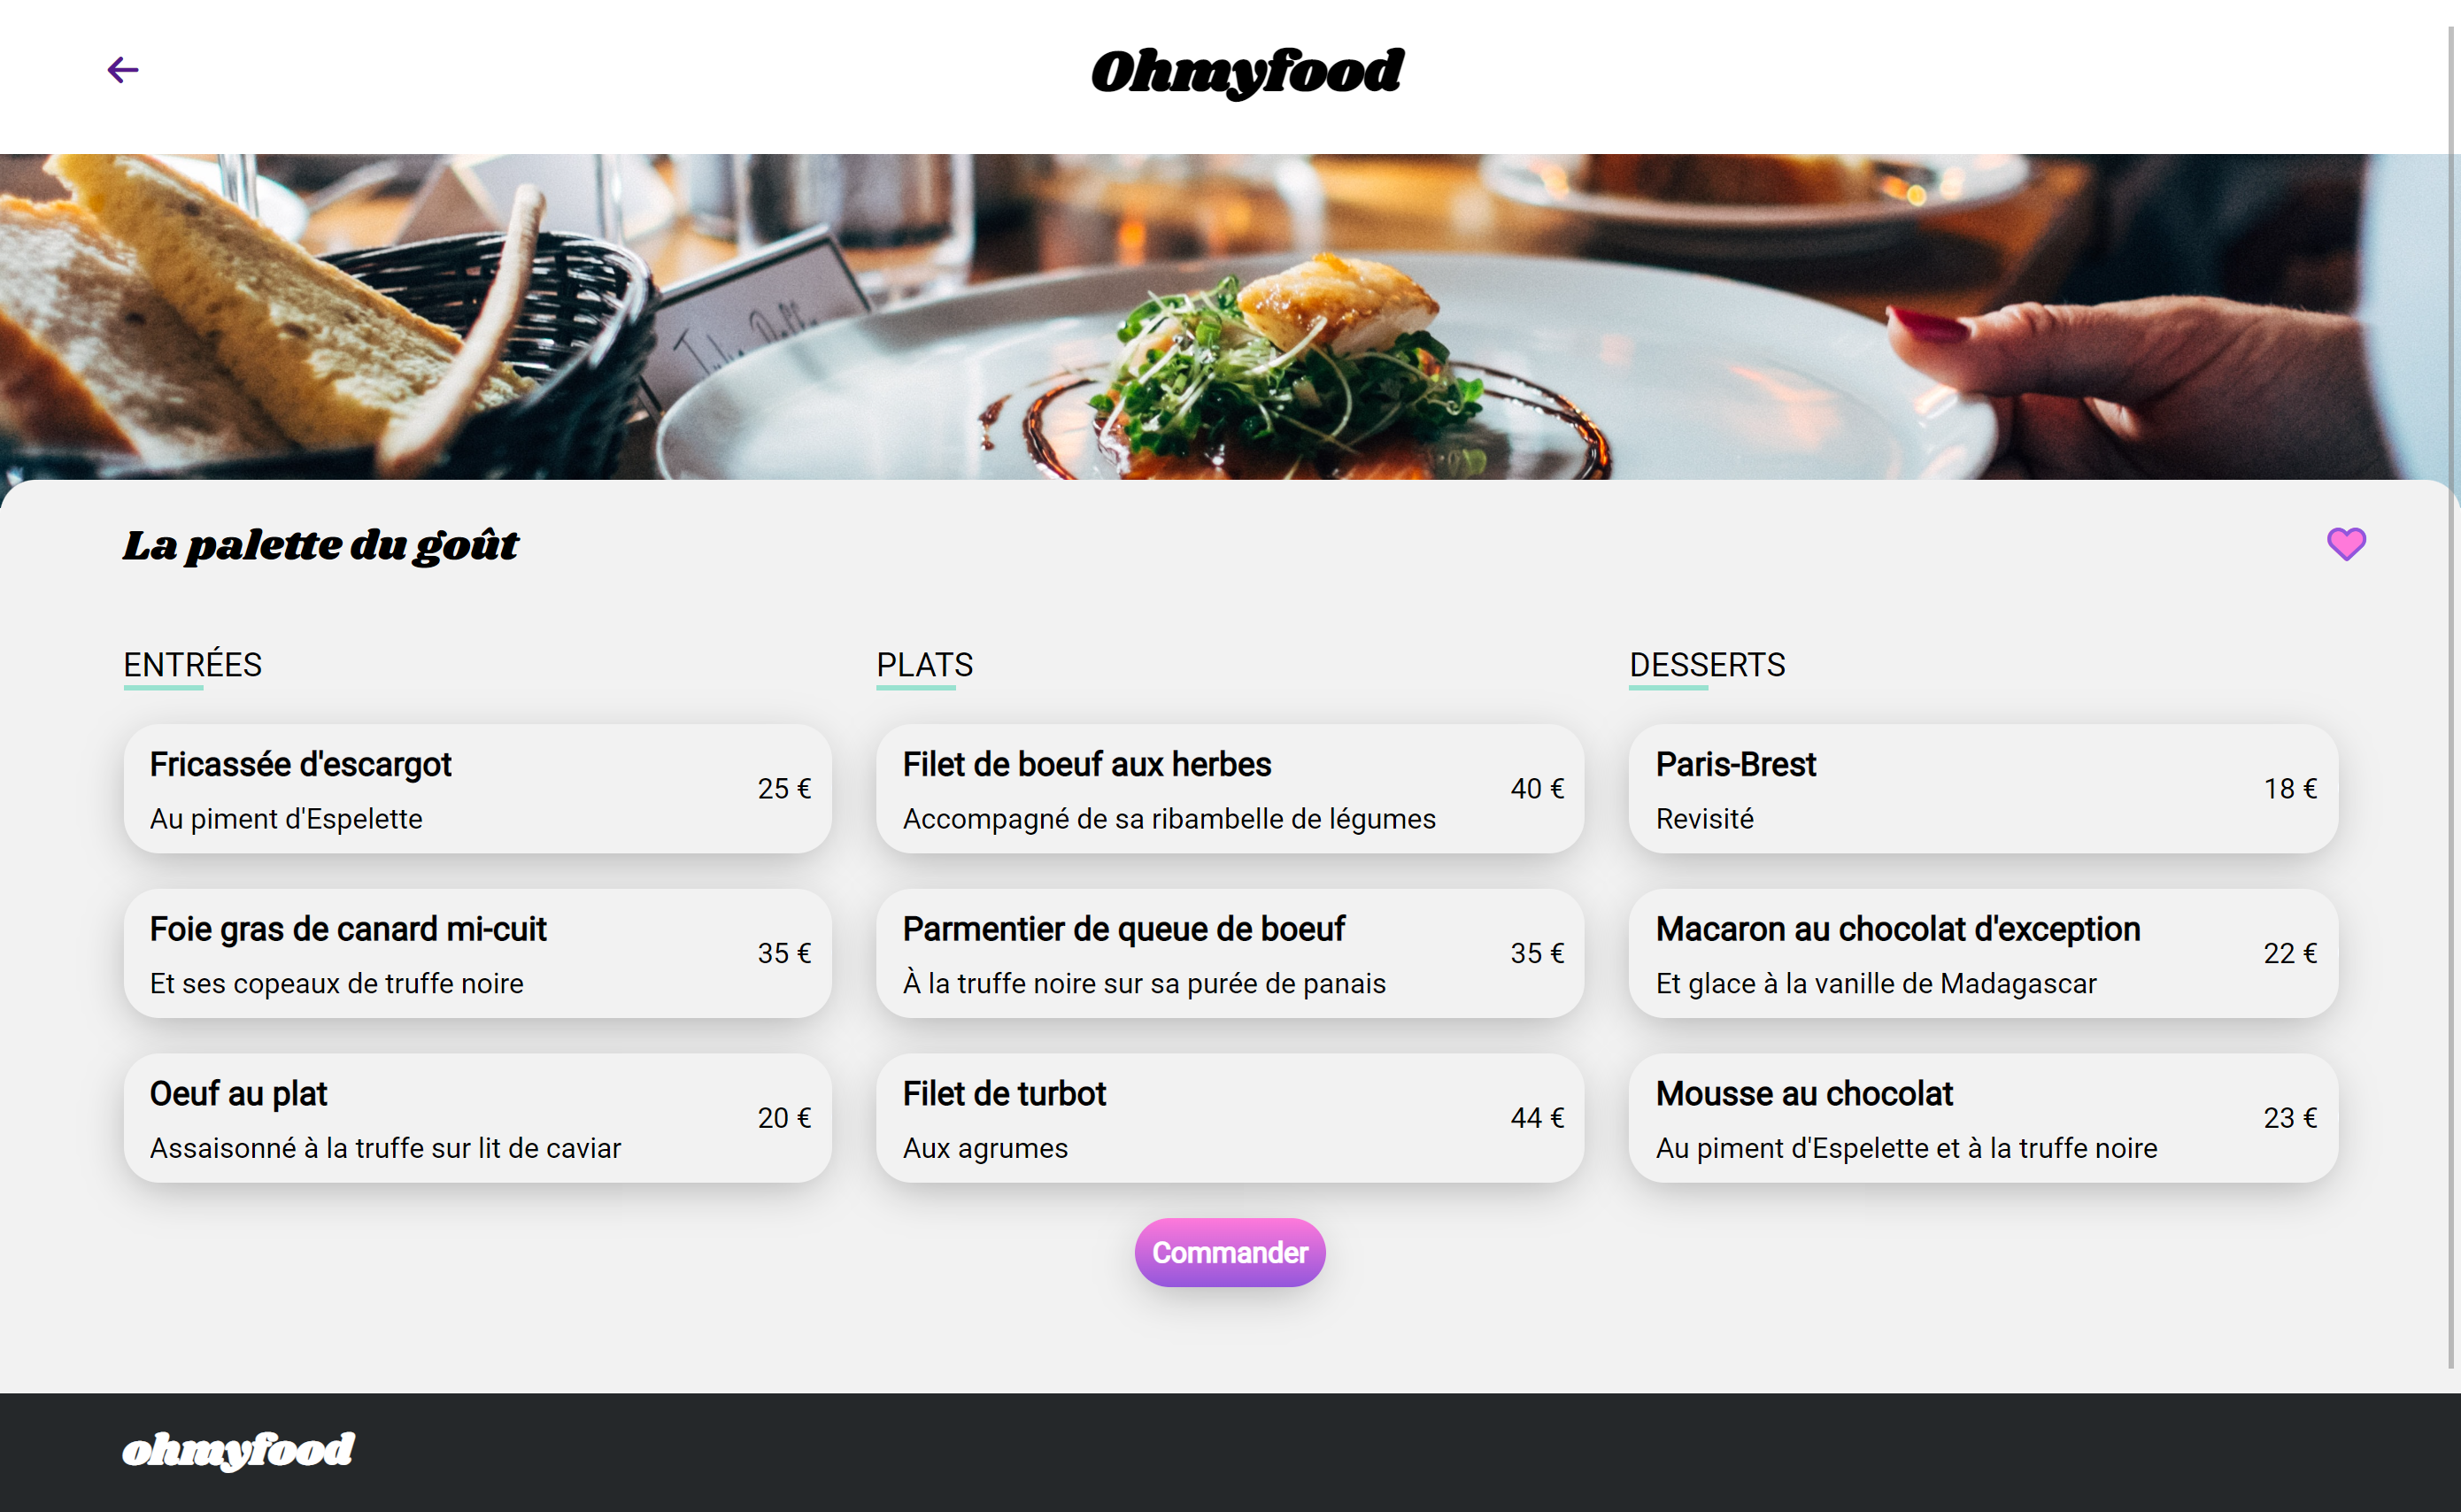 Ohmyfood
La palette du goût
ENTRÉES
Fricassée d'escargot
Au piment d'Espelette
25 €
Foie gras de canard mi-cuit
Et ses copeaux de truffe noire
35 €
Oeuf au plat
Assaisonné à la truffe sur lit de caviar
20 €
PLATS
Filet de boeuf aux herbes
Accompagné de sa ribambelle de légumes
40 €
Parmentier de queue de boeuf
À la truffe noire sur sa purée de panais
35 €
Filet de turbot
Aux agrumes
44 €
DESSERTS
Paris-Brest
Revisité
18 €
Macaron au chocolat d'exception
Et glace à la vanille de Madagascar
22 €
Mousse au chocolat
Au piment d'Espelette et à la truffe noire
23 €
Commander
ohmyfood